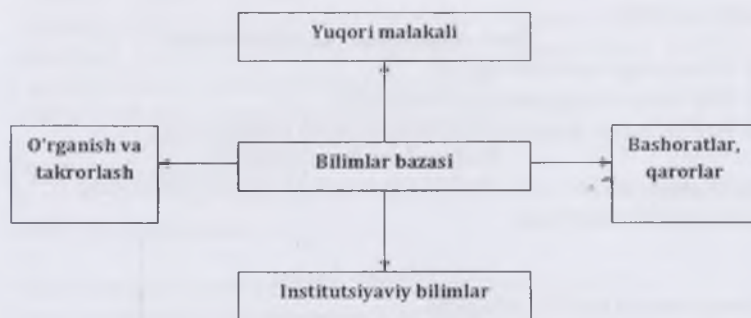 Yuqori malakali
O'rganish va
takrorlash
Bilimlar bazasi
Bashoratlar,
qarorlar
Institutsiyaviy bilimlar